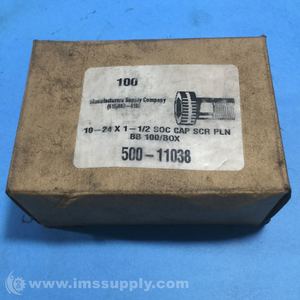 100
Manufacturers Supply Company
10-24 X 1-1/2 SOC CAP SCR PLN
BB 100/BOX
500-11038
© www.imssupply.com